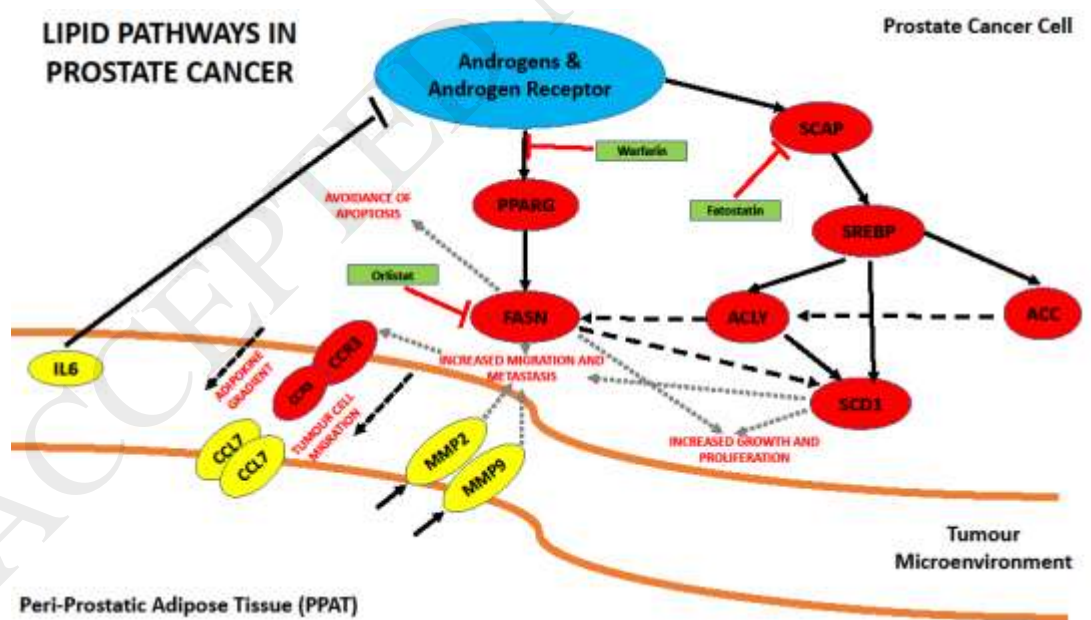 LIPID PATHWAYS IN
PROSTATE CANCER
Prostate Cancer Cell
Androgens &
Androgen Receptor
SCAP
Warfarin
AVOIDANCE OF
APOPTOSIS
PPARG
Fatostatin
SREBP
Orlistat
FASN
ACLY
ACC
IL6
ADIPOKINE
GRADIENT
CCR3
CCR3
INCREASED MIGRATION AND
METASTASIS
SCD1
TUMOUR CELL
MIGRATION
INCREASED GROWTH AND
PROLIFERATION
CCL7
CCL7
MMP2
MMP9
Tumour
Microenvironment
Peri-Prostatic Adipose Tissue (PPAT)
ACCEPTED